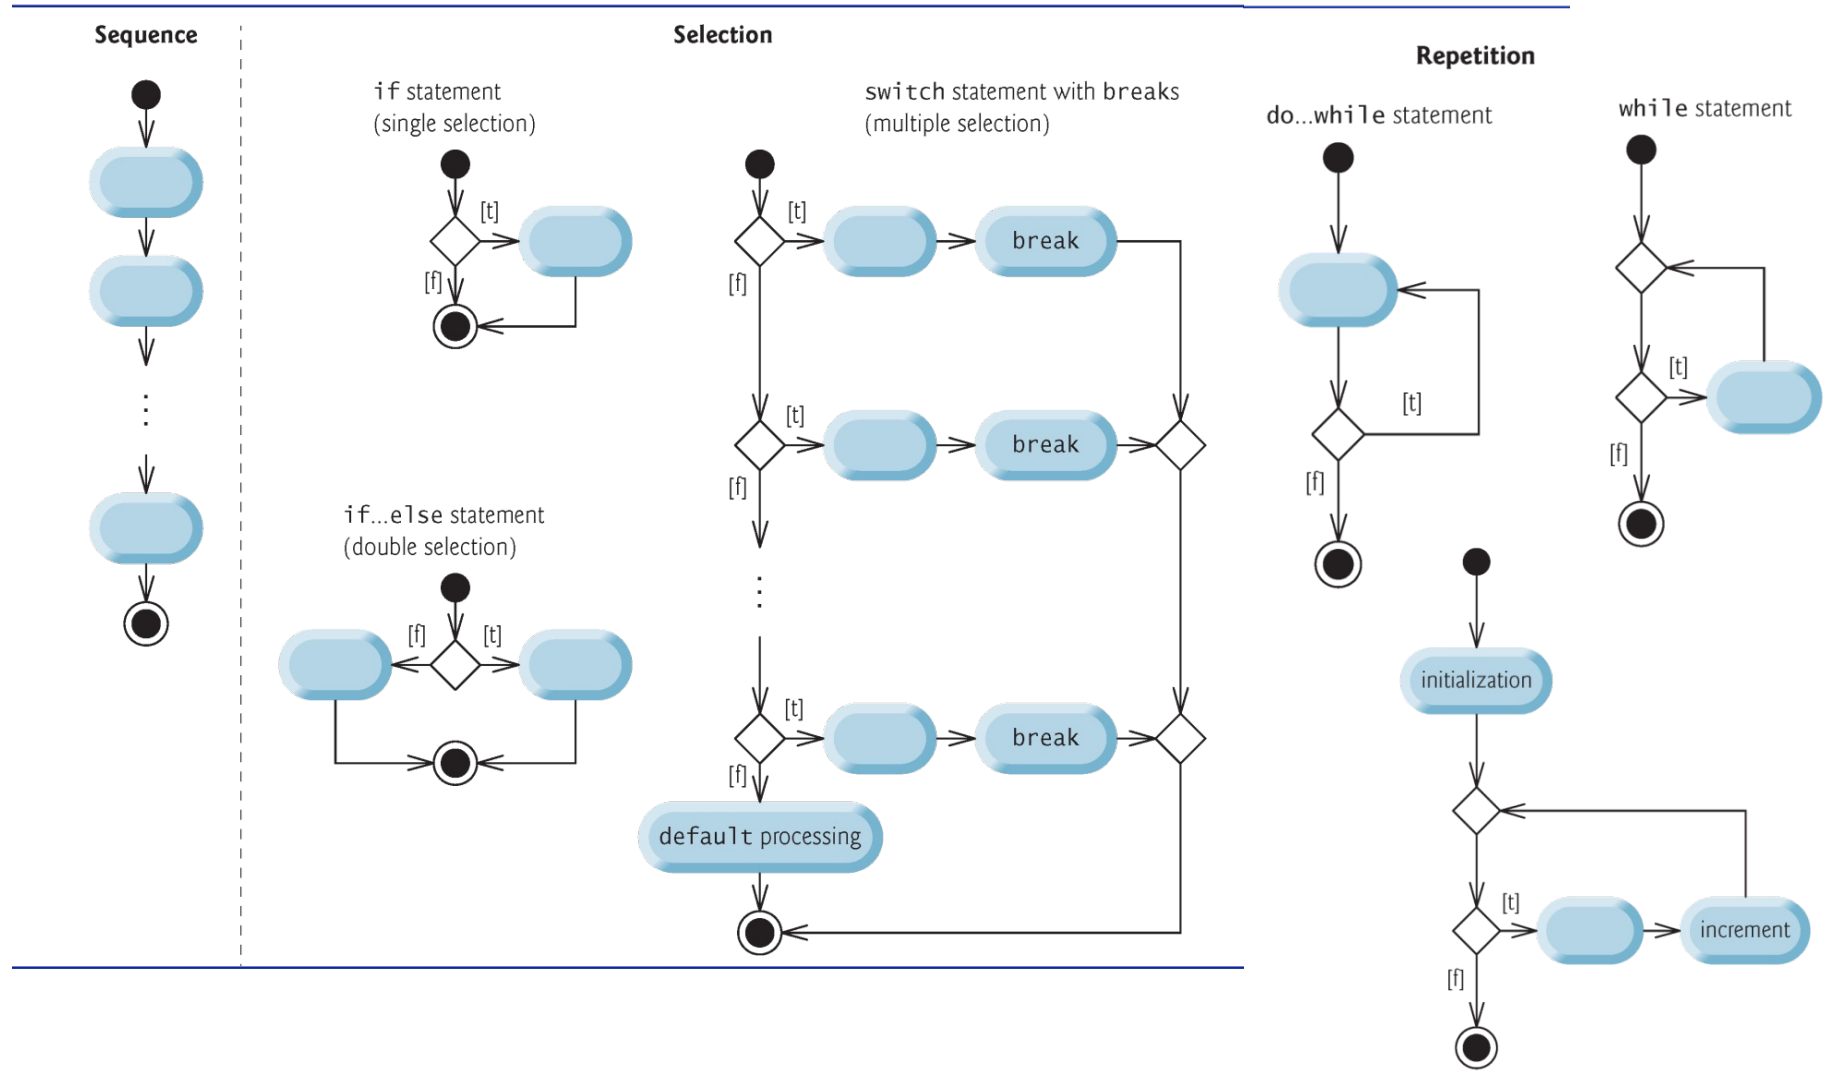 Sequence
Selection
if statement
(single selection)
[t]
[f]
if...else statement
(double selection)
[f]
[t]
switch statement with breaks
(multiple selection)
[t]
break
[f]
[t]
break
[f]
⋮
[t]
break
[f]
default processing
Repetition
do...while statement
[t]
[f]
while statement
[t]
[f]
initialization
[t]
increment
[f]